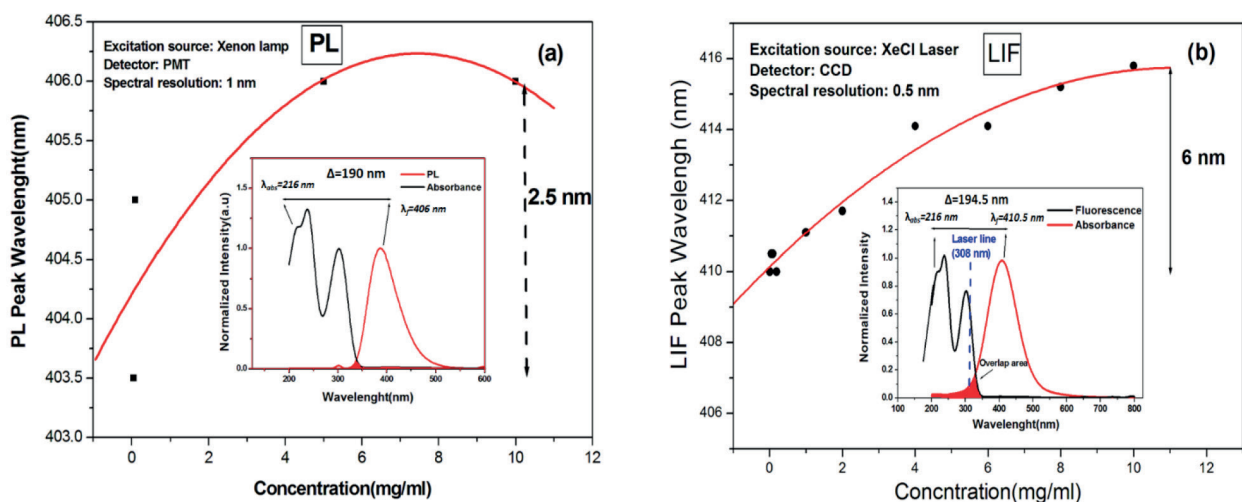 PL
(a)
Excitation source: Xenon lamp
Detector: PMT
Spectral resolution: 1 nm
406.5
406.0
405.5
405.0
404.5
404.0
403.5
403.0
PL Peak Wavelenght(nm)
2.5 nm
Δ=190 nm
PL
Absorbance
λabs=216 nm
λf=406 nm
Normalized Intensity(a.u)
1.5
1.0
0.5
0.0
200 300 400 500 600
Wavelenght(nm)
0 2 4 6 8 10 12
Concentration(mg/ml)
LIF
(b)
Excitation source: XeCl Laser
Detector: CCD
Spectral resolution: 0.5 nm
416
414
412
410
408
406
LIF Peak Wavelengh (nm)
6 nm
Δ=194.5 nm
λabs=216 nm
λf=410.5 nm
Fluorescence
Absorbance
Laser line
(308 nm)
Overlap area
Normalized Intensity
1.4
1.2
1.0
0.8
0.6
0.4
0.2
0.0
100 200 300 400 500 600 700 800
Wavelenght(nm)
0 2 4 6 8 10 12
Concntration(mg/ml)